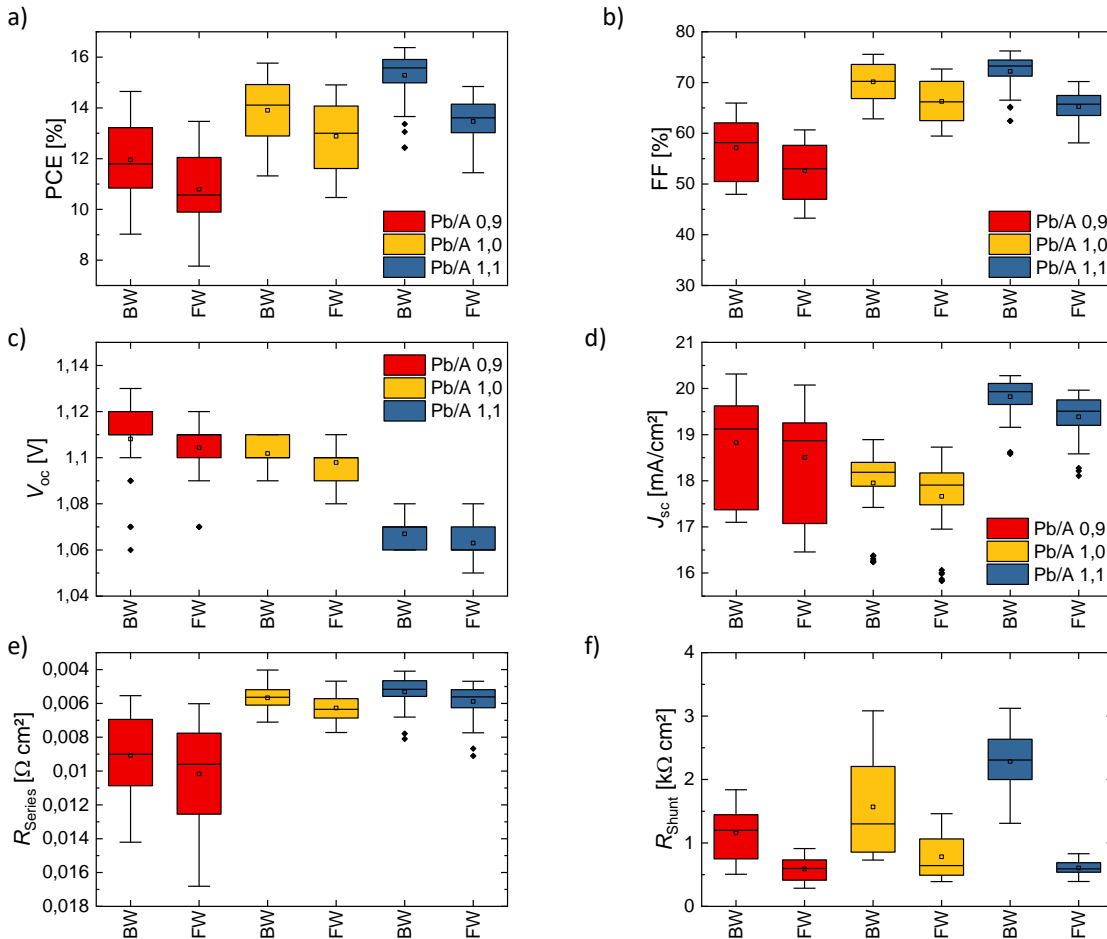 a)
PCE [%]
16
14
12
10
8
Pb/A 0,9
Pb/A 1,0
Pb/A 1,1
BW
FW
BW
FW
BW
FW
b)
FF [%]
80
70
60
50
40
30
Pb/A 0,9
Pb/A 1,0
Pb/A 1,1
BW
FW
BW
FW
BW
FW
c)
Voc [V]
1,14
1,12
1,1
1,08
1,06
1,04
Pb/A 0,9
Pb/A 1,0
Pb/A 1,1
BW
FW
BW
FW
BW
FW
d)
Jsc [mA/cm²]
21
20
19
18
17
16
Pb/A 0,9
Pb/A 1,0
Pb/A 1,1
BW
FW
BW
FW
BW
FW
e)
RSeries [Ω cm²]
0,004
0,006
0,008
0,01
0,012
0,014
0,016
0,018
BW
FW
BW
FW
BW
FW
f)
RShunt [kΩ cm²]
4
3
2
1
0
BW
FW
BW
FW
BW
FW